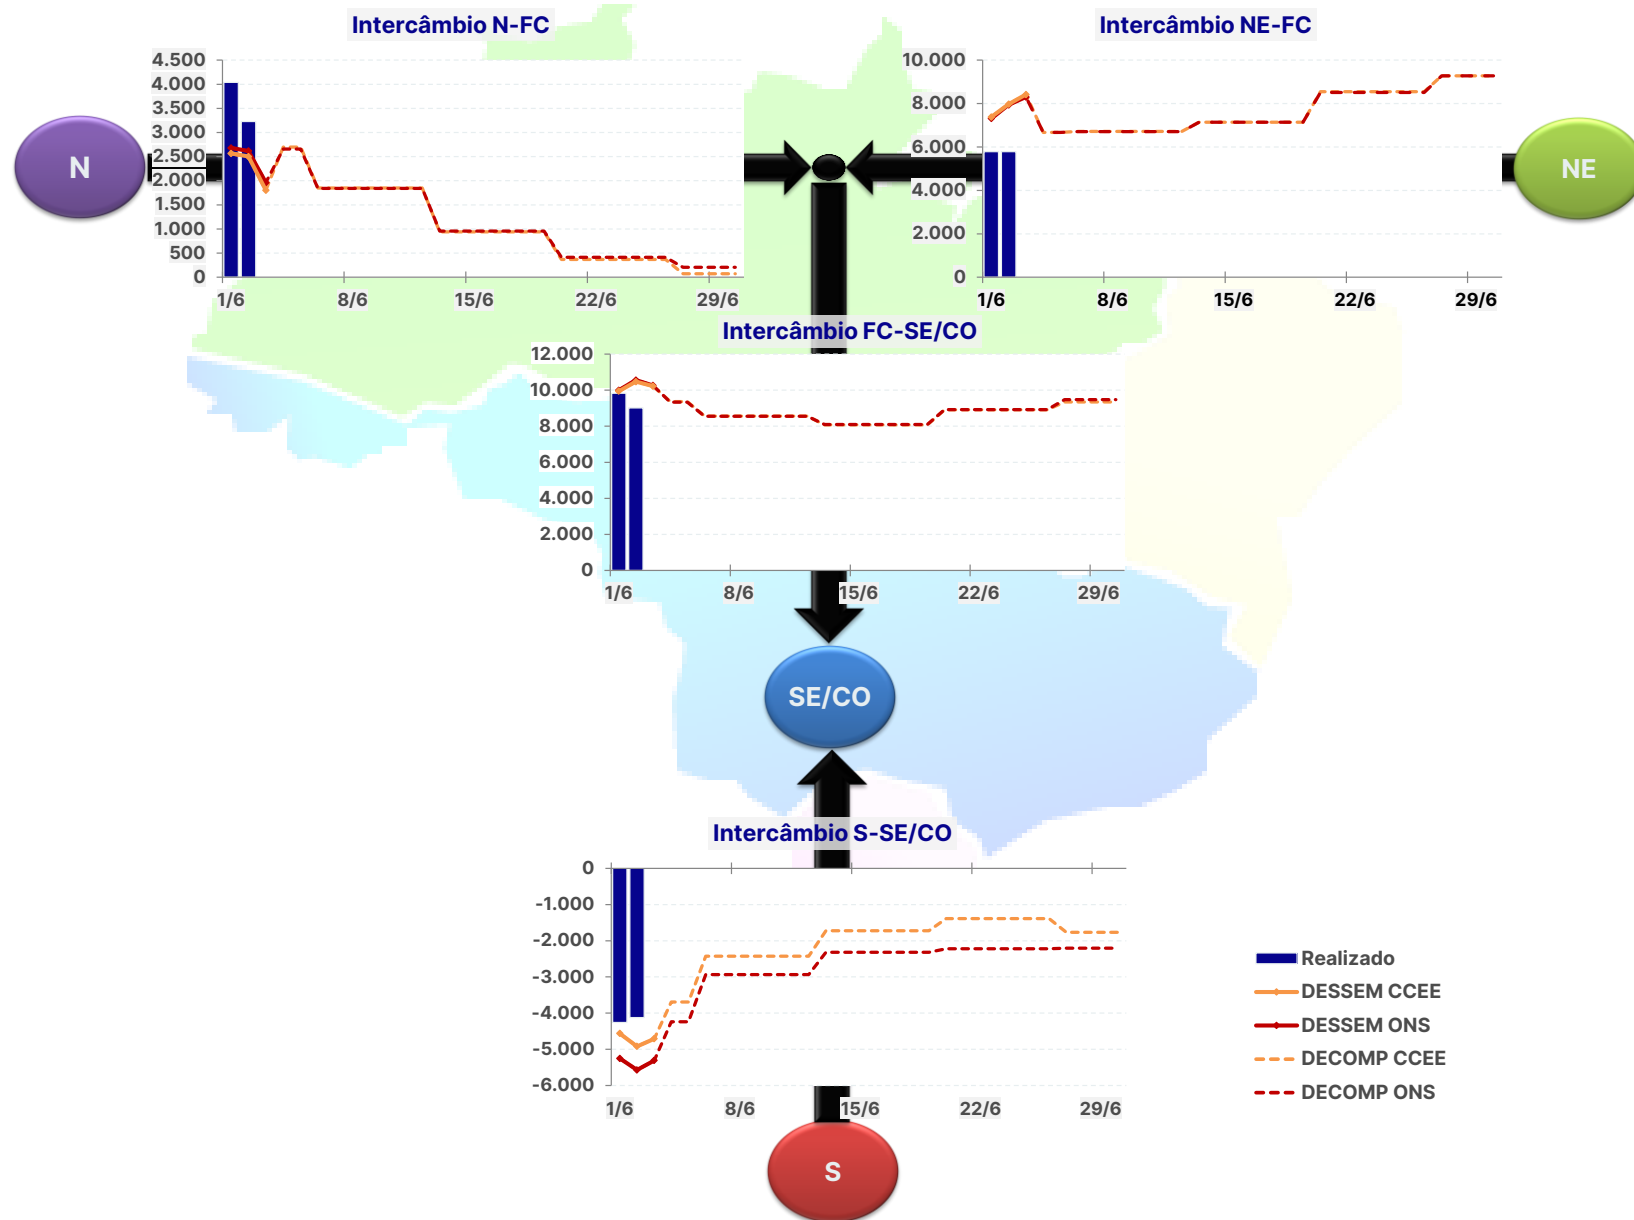 Intercâmbio N-FC
4.500
4.000
3.500
3.000
2.500
2.000
1.500
1.000
500
0
1/6 8/6 15/6 22/6 29/6
N
Intercâmbio NE-FC
10.000
8.000
6.000
4.000
2.000
0
1/6 8/6 15/6 22/6 29/6
NE
Intercâmbio FC-SE/CO
12.000
10.000
8.000
6.000
4.000
2.000
0
1/6 8/6 15/6 22/6 29/6
SE/CO
Intercâmbio S-SE/CO
0
-1.000
-2.000
-3.000
-4.000
-5.000
-6.000
1/6 8/6 15/6 22/6 29/6
Realizado
DESSEM CCEE
DESSEM ONS
DECOMP CCEE
DECOMP ONS
S